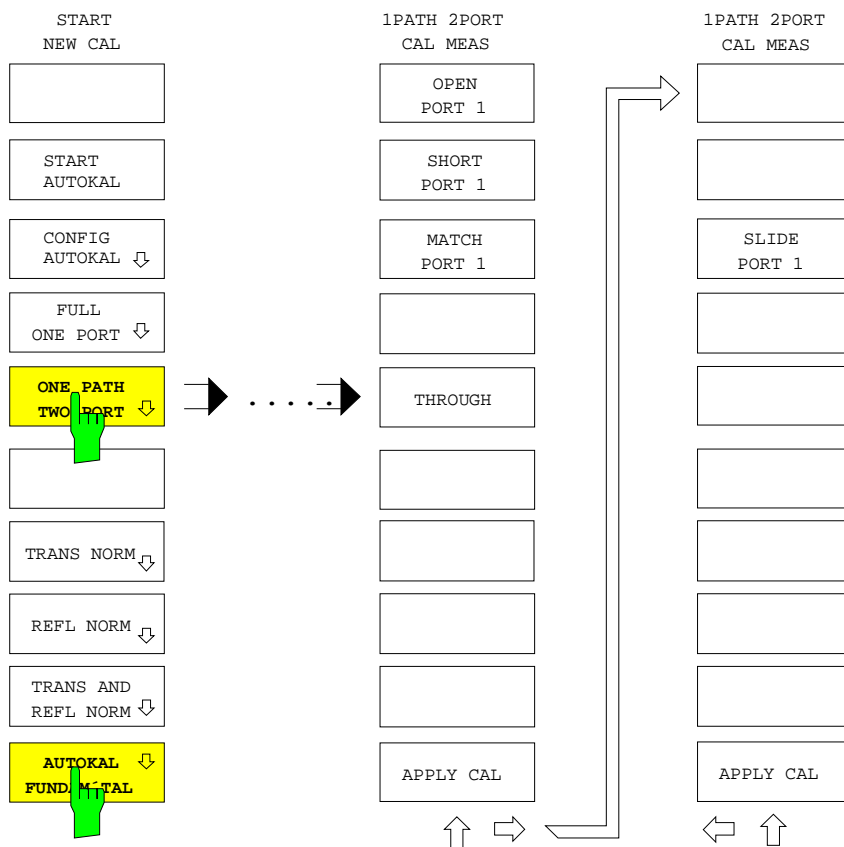 START
NEW CAL
START
AUTOKAL
CONFIG
AUTOKAL
FULL
ONE PORT
ONE PATH
TWO PORT
TRANS NORM
REFL NORM
TRANS AND
REFL NORM
AUTOKAL
FUNDAM´TAL
. . . . .
1PATH 2PORT
CAL MEAS
OPEN
PORT 1
SHORT
PORT 1
MATCH
PORT 1
THROUGH
APPLY CAL
1PATH 2PORT
CAL MEAS
SLIDE
PORT 1
APPLY CAL